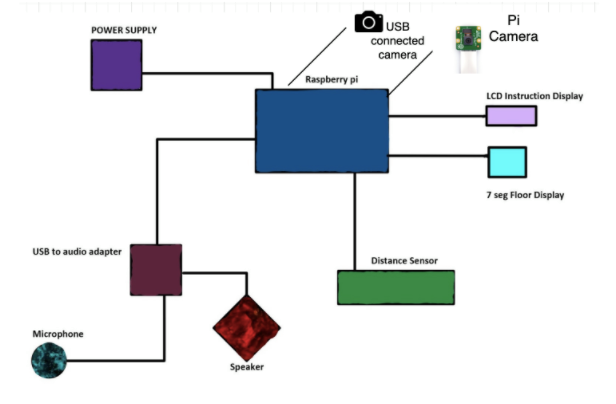 POWER SUPPLY
USB
connected
camera
Pi
Camera
Raspberry pi
LCD Instruction Display
7 seg Floor Display
USB to audio adapter
Distance Sensor
Microphone
Speaker